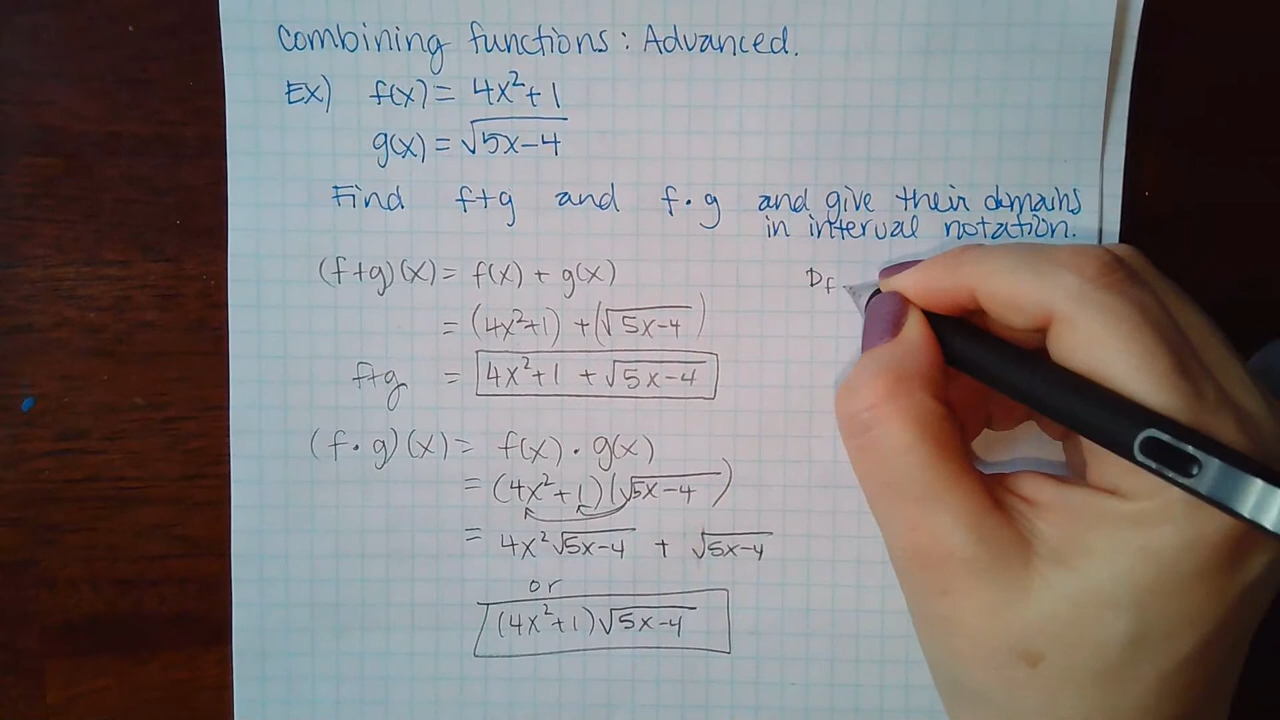 Combining functions: Advanced.
Ex) f(x) = 4x²+1
g(x) = √5x-4
Find f+g and f·g and give their domains
in interval notation.
(f+g)(x) = f(x) + g(x)
= (4x²+1) + (√5x-4)
f+g = 4x²+1 + √5x-4
(f·g)(x) = f(x) · g(x)
= (4x²+1)(√5x-4)
= 4x²√5x-4 + √5x-4
or
(4x²+1)√5x-4
Df